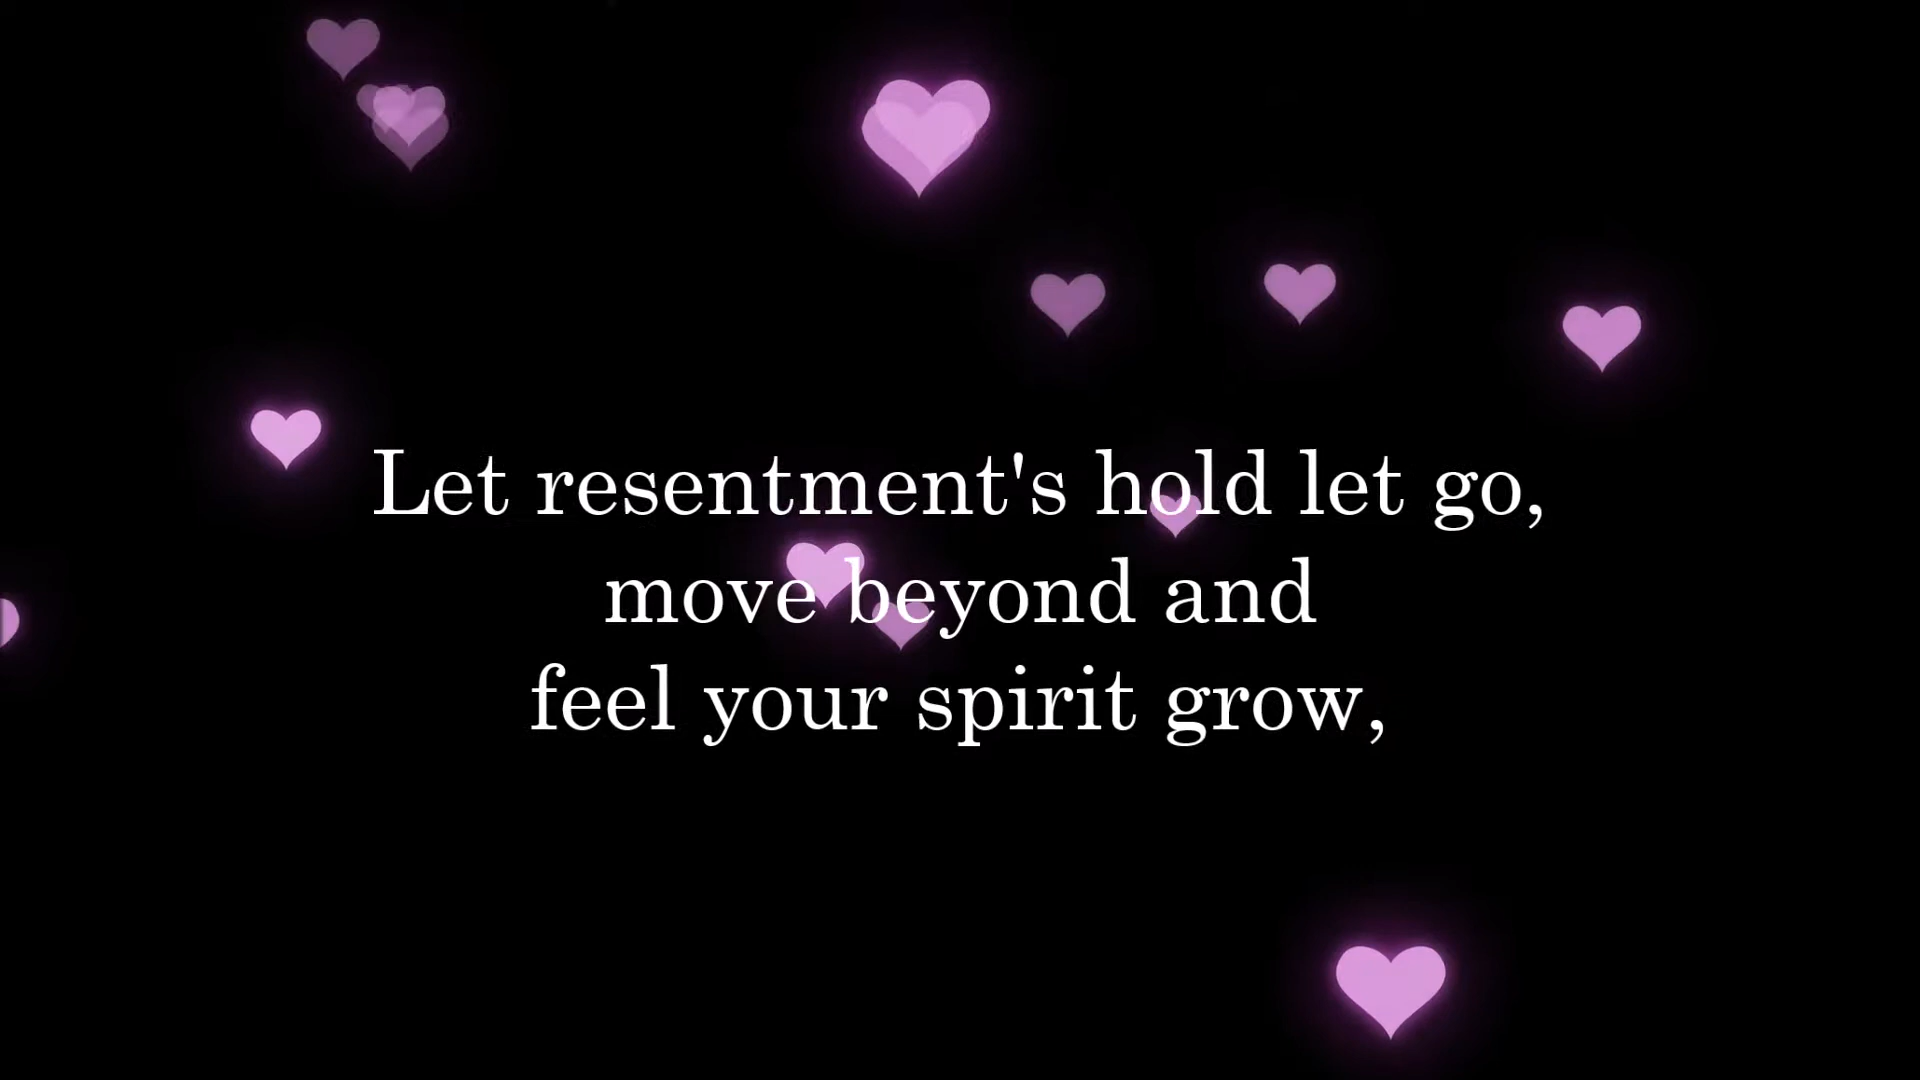 Let resentment's hold let go,
move beyond and
feel your spirit grow,